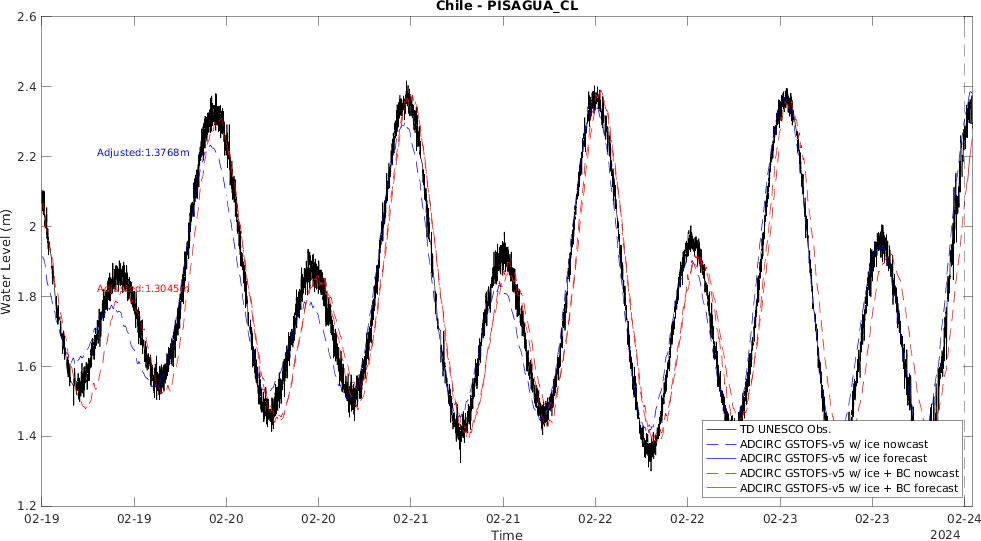 Chile - PISAGUA_CL
2.6
2.4
2.2
2
1.8
1.6
1.4
1.2
Water Level (m)
Adjusted:1.3768m
Adjusted:1.3045m
TD UNESCO Obs.
ADCIRC GSTOFS-v5 w/ ice nowcast
ADCIRC GSTOFS-v5 w/ ice forecast
ADCIRC GSTOFS-v5 w/ ice + BC nowcast
ADCIRC GSTOFS-v5 w/ ice + BC forecast
02-19 02-19 02-20 02-20 02-21 02-21 02-22 02-22 02-23 02-23 02-24
Time
2024